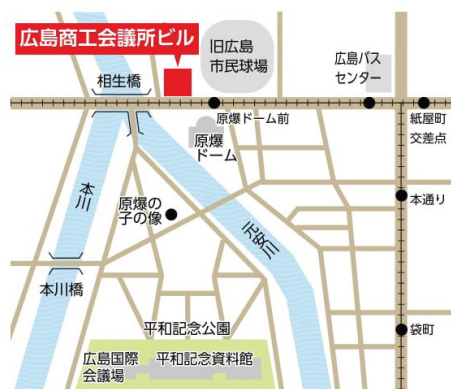 広島商工会議所ビル
旧広島
市民球場
広島バス
センター
相生橋
原爆ドーム前
紙屋町
交差点
原爆
ドーム
本川
原爆の
子の像
本通り
元安川
本川橋
平和記念公園
袋町
広島国際
会議場
平和記念資料館